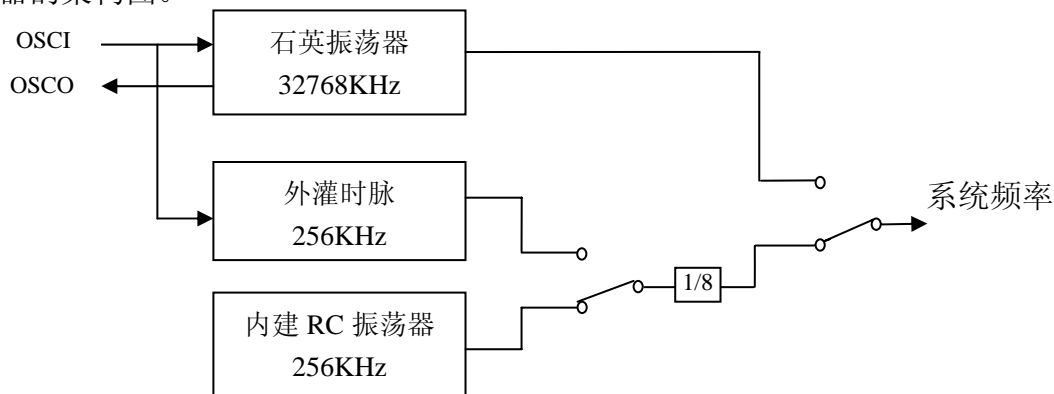 器的架构图。
OSCI
OSCO
石英振荡器
32768KHz
外灌时脉
256KHz
内建 RC 振荡器
256KHz
1/8
系统频率